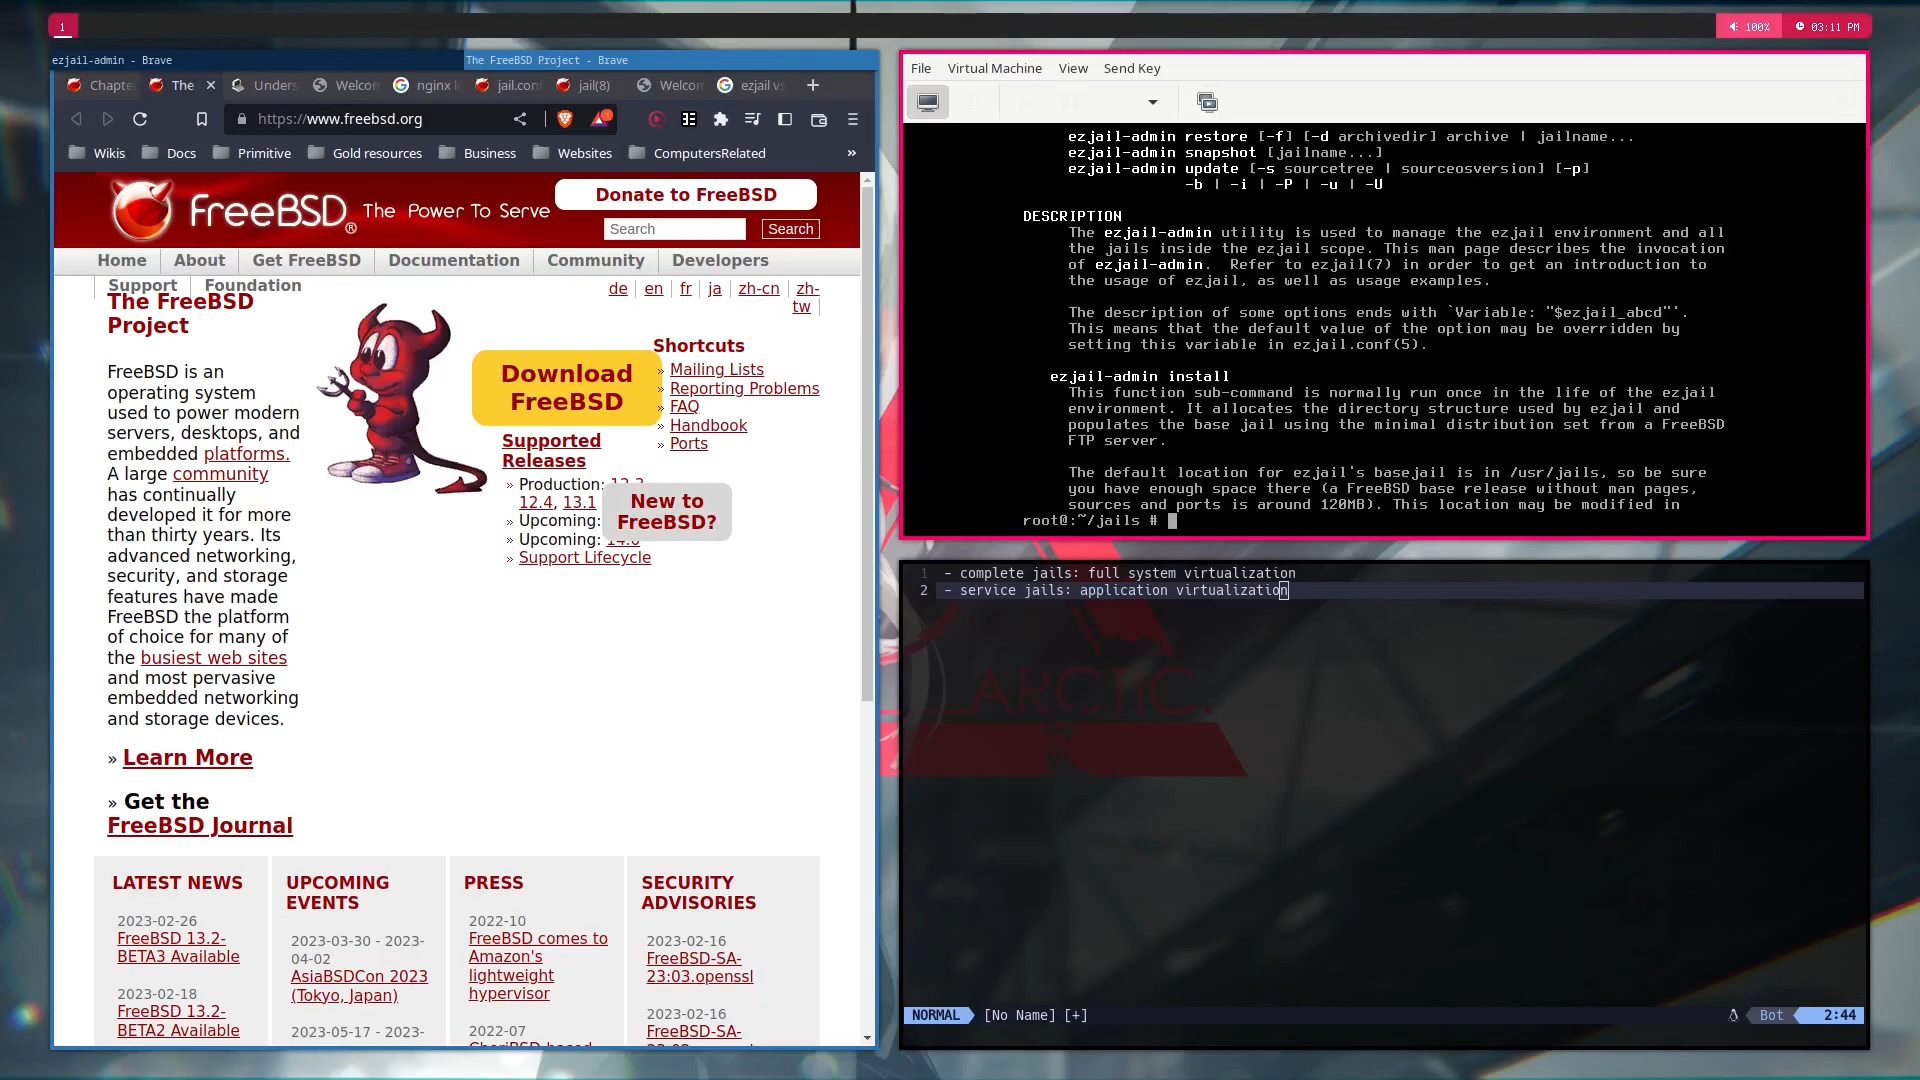 1
100%
03:11 PM
ezjail-admin - Brave
The FreeBSD Project - Brave
Chapte
The
Unders
Welcon
nginx l
jail.con
jail(8)
Welcon
ezjail vs
https://www.freebsd.org
Wikis
Docs
Primitive
Gold resources
Business
Websites
ComputersRelated
»
FreeBSD® The Power To Serve
Donate to FreeBSD
Search
Search
Home
About
Get FreeBSD
Documentation
Community
Developers
Support
Foundation
de
en
fr
ja
zh-cn
zh-
tw
The FreeBSD
Project
FreeBSD is an
operating system
used to power modern
servers, desktops, and
embedded platforms.
A large community
has continually
developed it for more
than thirty years. Its
advanced networking,
security, and storage
features have made
FreeBSD the platform
of choice for many of
the busiest web sites
and most pervasive
embedded networking
and storage devices.
» Learn More
» Get the
FreeBSD Journal
Download
FreeBSD
Supported
Releases
» Production:
12.4, 13.1
» Upcoming:
» Upcoming:
» Support Lifecycle
New to
FreeBSD?
Shortcuts
» Mailing Lists
» Reporting Problems
» FAQ
» Handbook
» Ports
LATEST NEWS
2023-02-26
FreeBSD 13.2-
BETA3 Available
2023-02-18
FreeBSD 13.2-
BETA2 Available
UPCOMING
EVENTS
2023-03-30 - 2023-
04-02
AsiaBSDCon 2023
(Tokyo, Japan)
2023-05-17 - 2023-
PRESS
2022-10
FreeBSD comes to
Amazon's
lightweight
hypervisor
2022-07
CheriBSD-based
SECURITY
ADVISORIES
2023-02-16
FreeBSD-SA-
23:03.openssl
2023-02-16
FreeBSD-SA-
File
Virtual Machine
View
Send Key
ezjail-admin restore [-f] [-d archivedir] archive | jailname...
ezjail-admin snapshot [jailname...]
ezjail-admin update [-s sourcetree | sourceosversion] [-p]
-b | -i | -P | -u | -U
DESCRIPTION
The ezjail-admin utility is used to manage the ezjail environment and all
the jails inside the ezjail scope. This man page describes the invocation
of ezjail-admin.  Refer to ezjail(7) in order to get an introduction to
the usage of ezjail, as well as usage examples.
The description of some options ends with `Variable: "$ezjail_abcd"'.
This means that the default value of the option may be overridden by
setting this variable in ezjail.conf(5).
ezjail-admin install
This function sub-command is normally run once in the life of the ezjail
environment. It allocates the directory structure used by ezjail and
populates the base jail using the minimal distribution set from a FreeBSD
FTP server.
The default location for ezjail's basejail is in /usr/jails, so be sure
you have enough space there (a FreeBSD base release without man pages,
sources and ports is around 120MB). This location may be modified in
root@:~/jails #
1 - complete jails: full system virtualization
2 - service jails: application virtualization
ARCTIC
NORMAL
[No Name] [+]
Bot
2:44